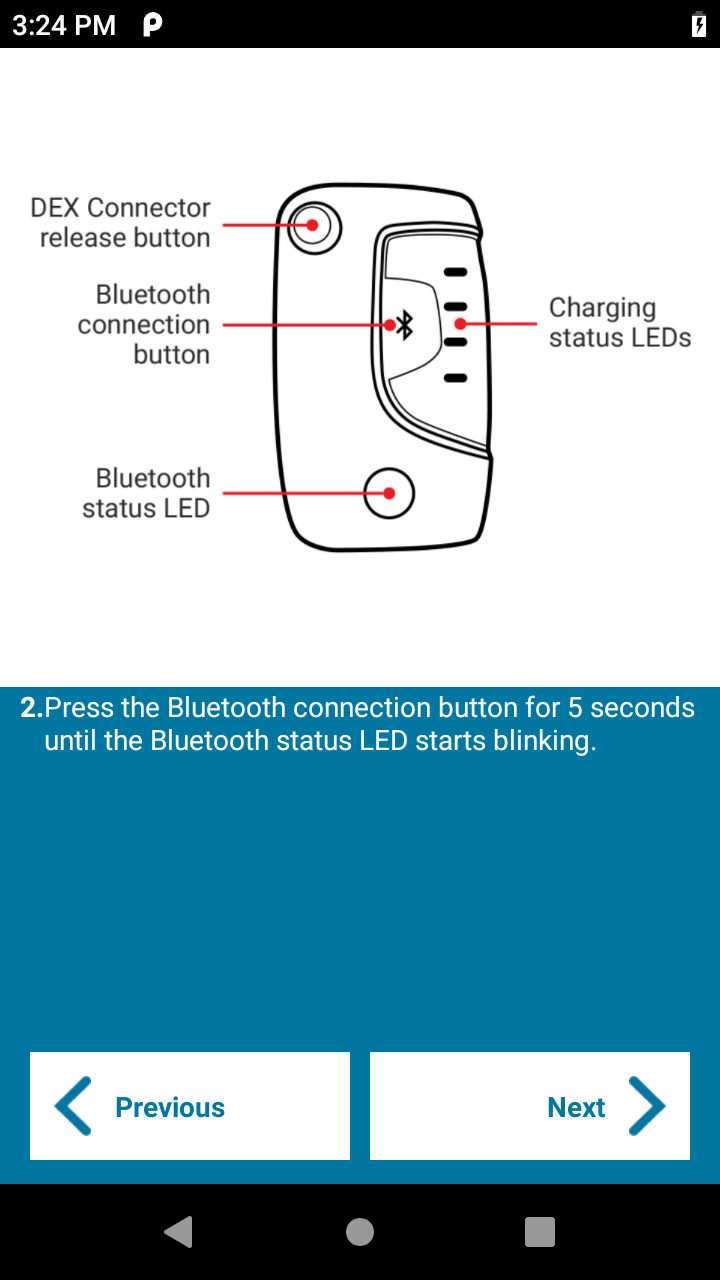 3:24 PM
DEX Connector
release button
Bluetooth
connection
button
Charging
status LEDs
Bluetooth
status LED
2.Press the Bluetooth connection button for 5 seconds
until the Bluetooth status LED starts blinking.
Previous
Next